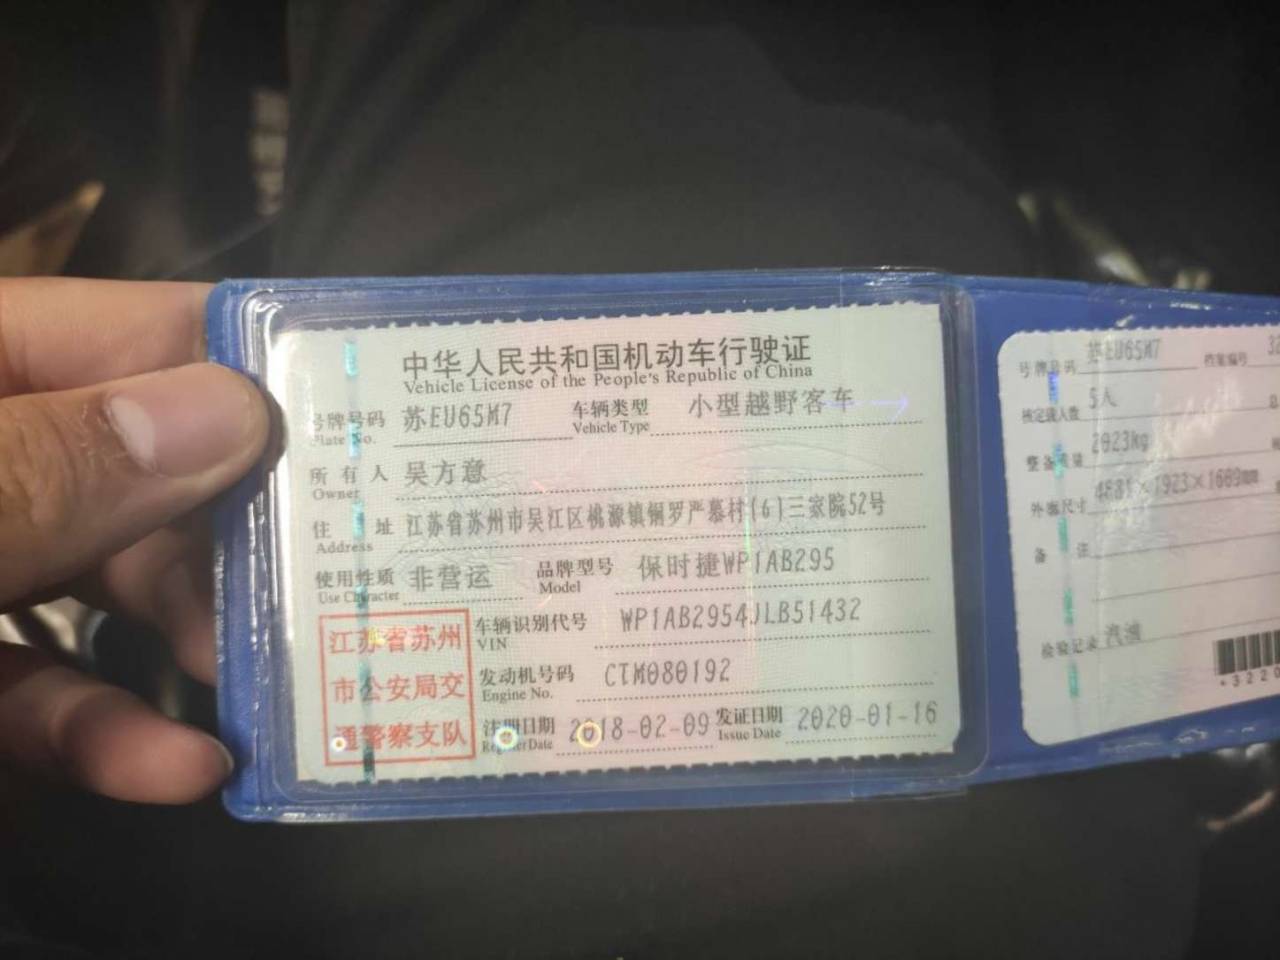 中华人民共和国机动车行驶证
Vehicle License of the People's Republic of China
号牌号码 苏EU65M7 车辆类型 小型越野客车
Plate No. Vehicle Type
所有人 吴方意
Owner
住址 江苏省苏州市吴江区桃源镇铜罗严墓村(6)三家院52号
Address
使用性质 非营运 品牌型号 保时捷WP1AB295
Use Character Model
车辆识别代号 WP1AB2954JLB51432
VIN
发动机号码 CTM080192
Engine No.
注册日期 2018-02-09 发证日期 2020-01-16
Register Date Issue Date
江苏省苏州
市公安局交
通警察支队
号牌号码 苏EU65M7 档案编号 32
核定载人数 5人
整备质量 2023kg
外廓尺寸 ×1923×
备注
检验记录 汽油
*3220